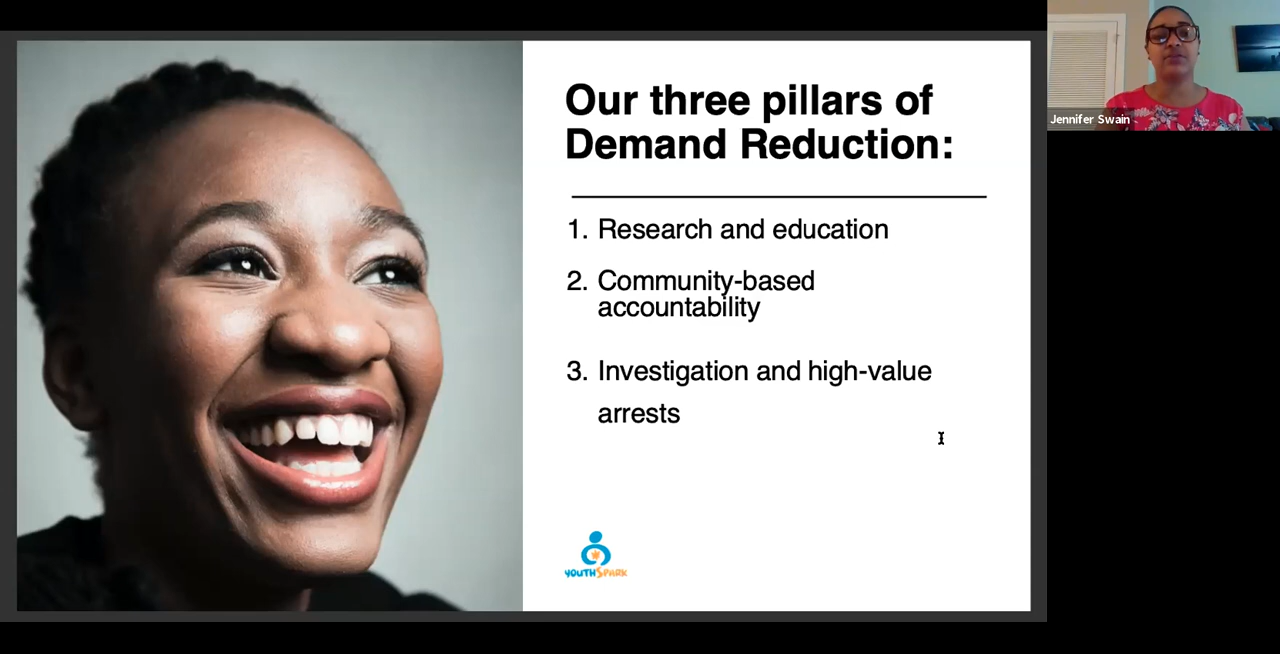 Our three pillars of
Demand Reduction:
1. Research and education
2. Community-based
accountability
3. Investigation and high-value
arrests
YOUTHSPARK
Jennifer Swain